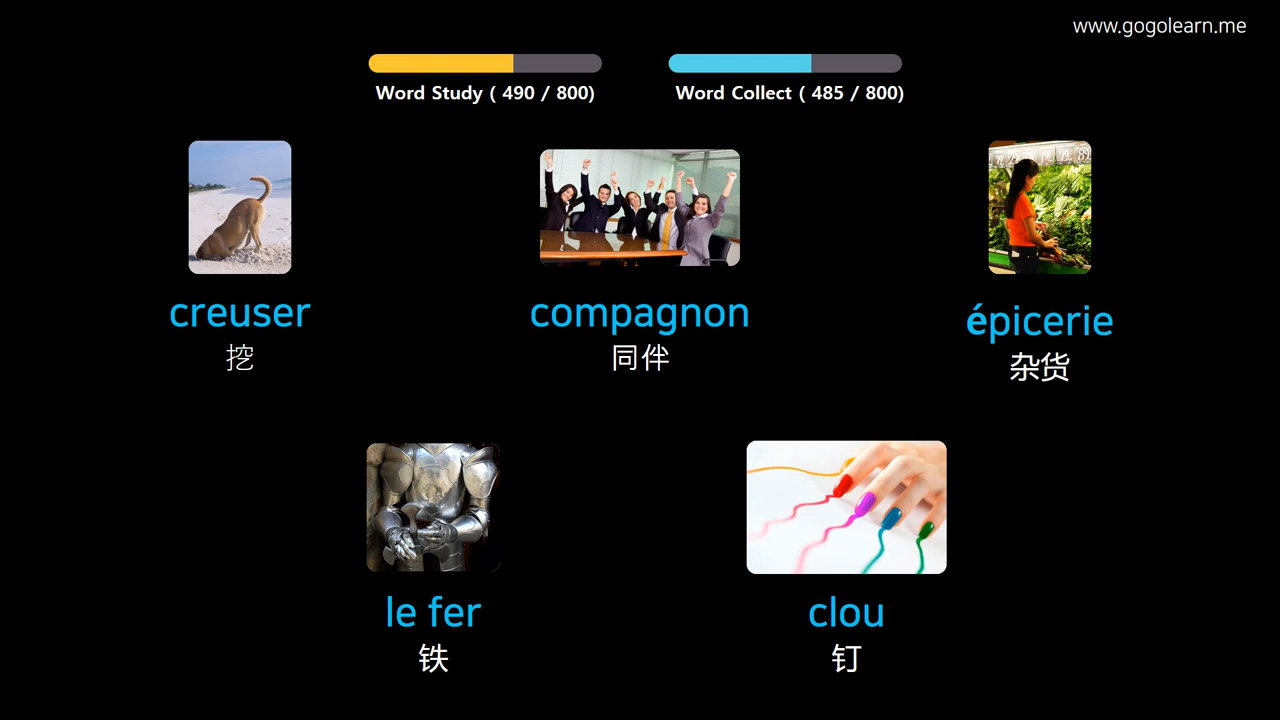 www.gogolearn.me
Word Study ( 490 / 800)
Word Collect ( 485 / 800)
creuser
挖
compagnon
同伴
épicerie
杂货
le fer
铁
clou
钉